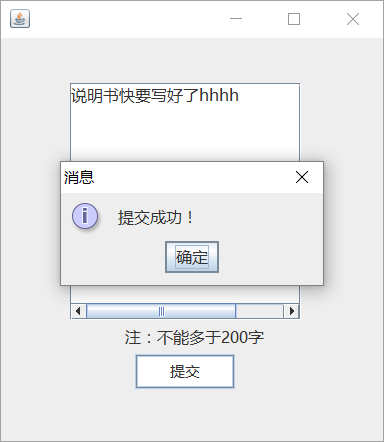 说明书快要写好了hhhh
消息
提交成功！
确定
注：不能多于200字
提交